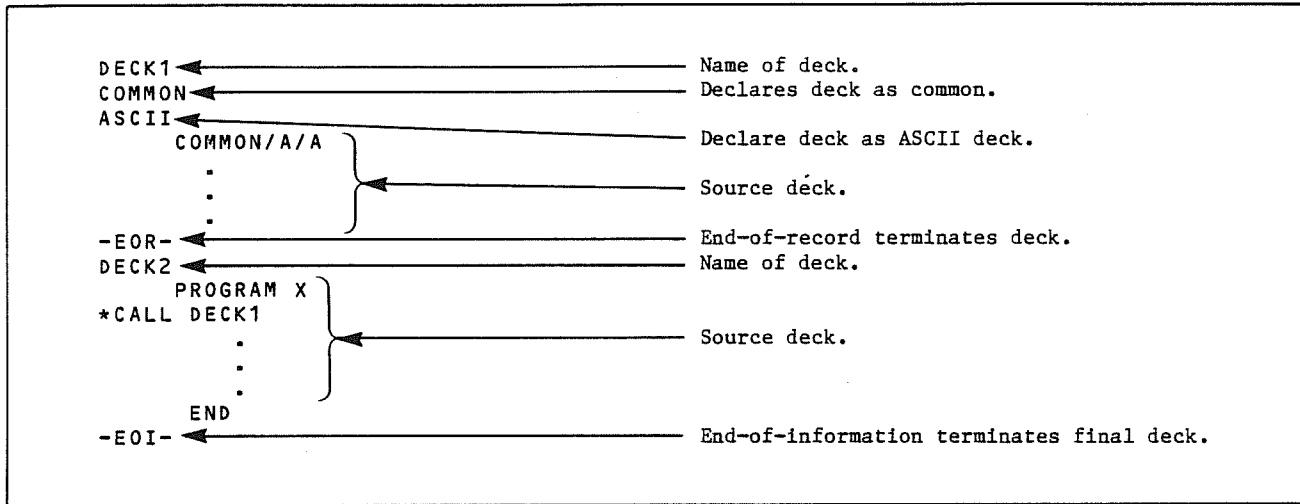 DECK1 Name of deck.
COMMON Declares deck as common.
ASCII Declare deck as ASCII deck.
COMMON/A/A
.
. Source deck.
.
-EOR- End-of-record terminates deck.
DECK2 Name of deck.
PROGRAM X
*CALL DECK1
. Source deck.
.
.
END
-EOI- End-of-information terminates final deck.